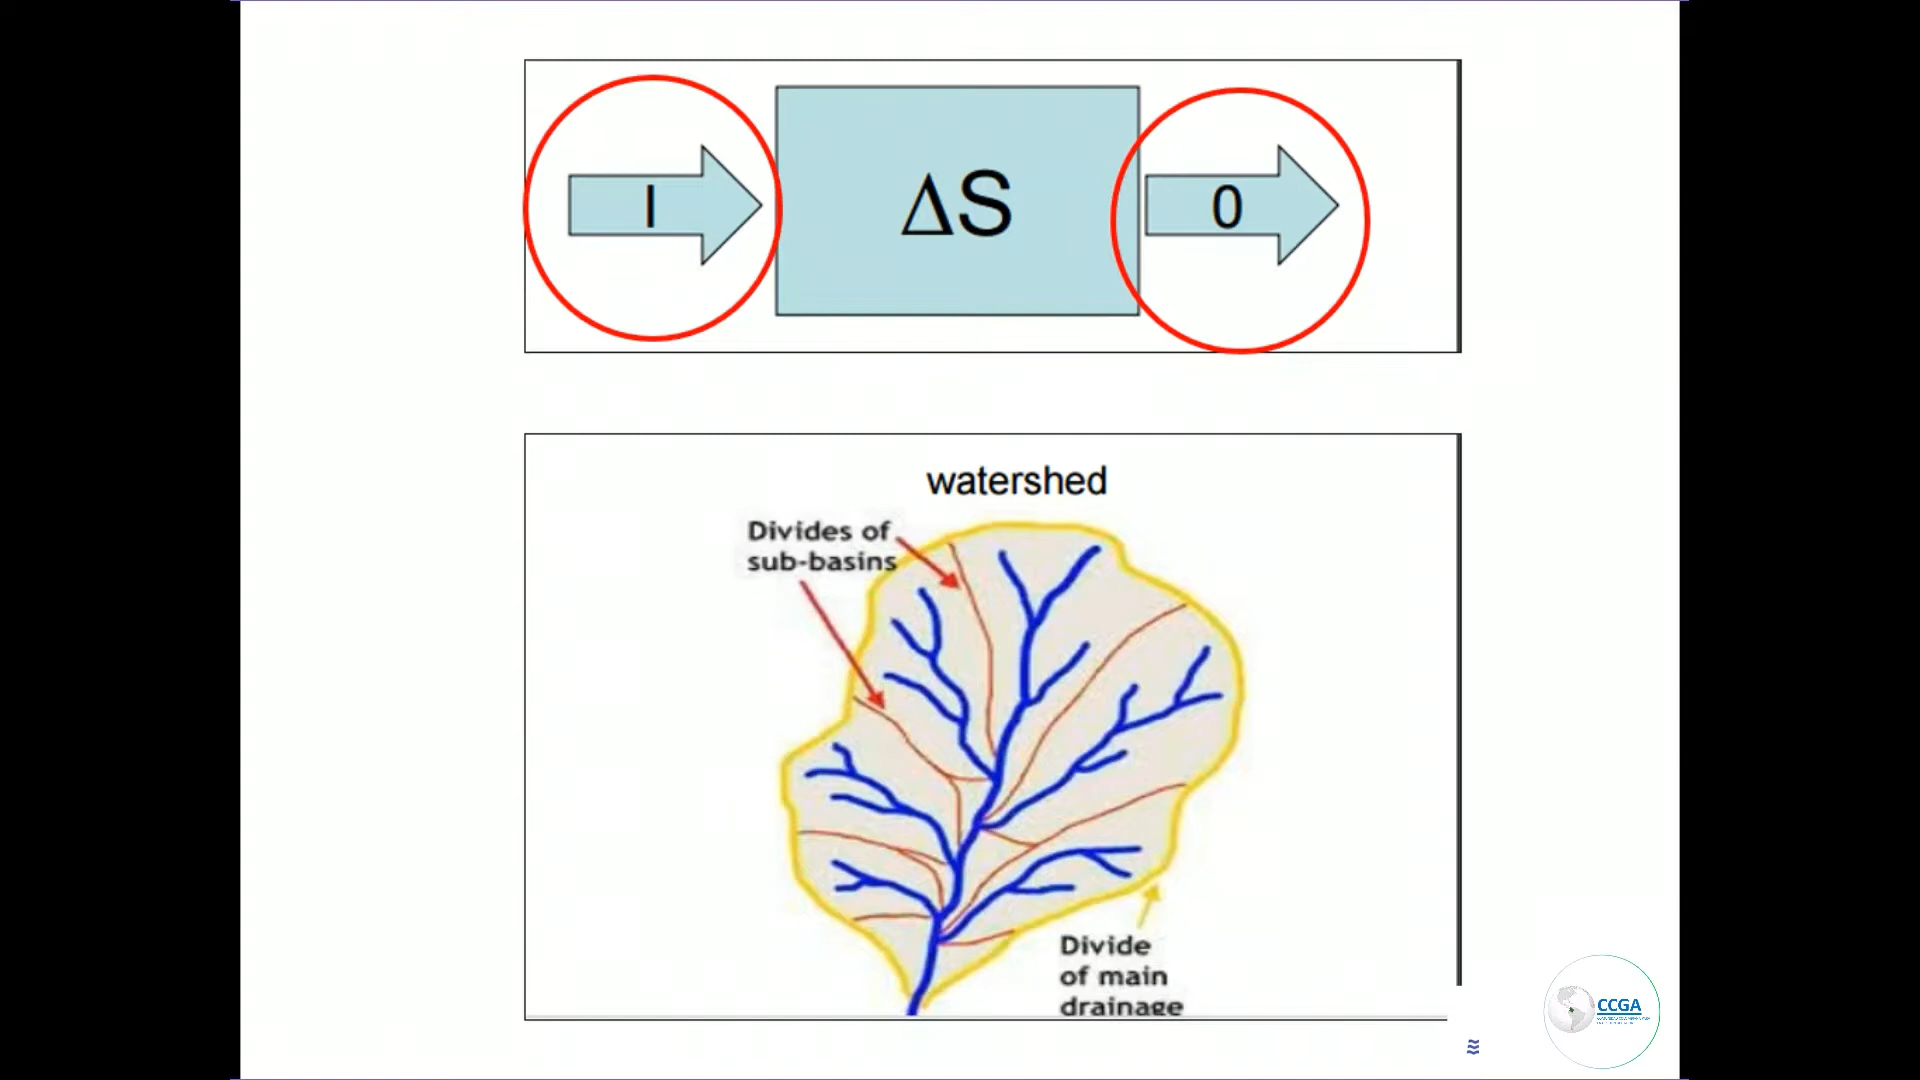 I
ΔS
0
watershed
Divides of
sub-basins
Divide
of main
drainage
CCGA